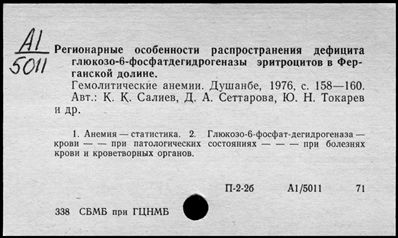 А1
5011
Регионарные особенности распространения дефицита
глюкозо-6-фосфатдегидрогеназы эритроцитов в Фер-
ганской долине.
Гемолитические анемии. Душанбе, 1976, с. 158—160.
Авт.: К. Қ. Салиев, Д. А. Сеттарова, Ю. Н. Токарев
и др.
1. Анемия — статистика. 2. Глюкозо-6-фосфат-дегидрогеназа —
крови — — при патологических состояниях — — — при болезнях
крови и кроветворных органов.
П-2-2б А1/5011 71
338 СБМБ при ГЦНМБ